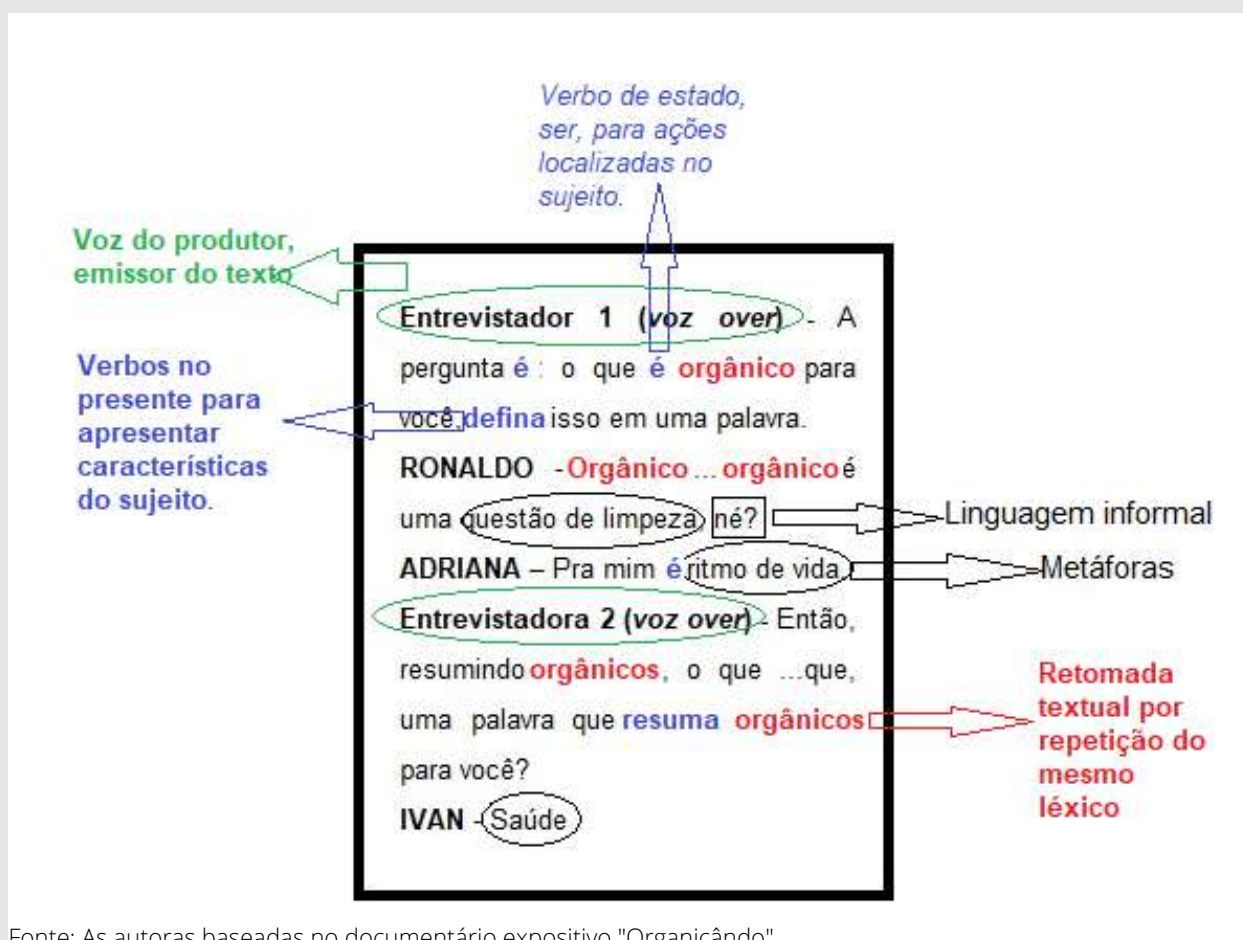 Verbo de estado,
ser, para ações
localizadas no
sujeito.
Voz do produtor,
emissor do texto
Verbos no
presente para
apresentar
características
do sujeito.
Entrevistador 1 (voz over) - A
pergunta é : o que é orgânico para
você,defina isso em uma palavra.
RONALDO -Orgânico ... orgânico é
uma questão de limpeza, né?
ADRIANA – Pra mim é ritmo de vida
Entrevistadora 2 (voz over) - Então,
resumindo orgânicos, o que ...que,
uma palavra que resuma orgânicos
para você?
IVAN - Saúde
Linguagem informal
Metáforas
Retomada
textual por
repetição do
mesmo
léxico
Fonte: As autoras baseadas no documentário expositivo "Organicândo"